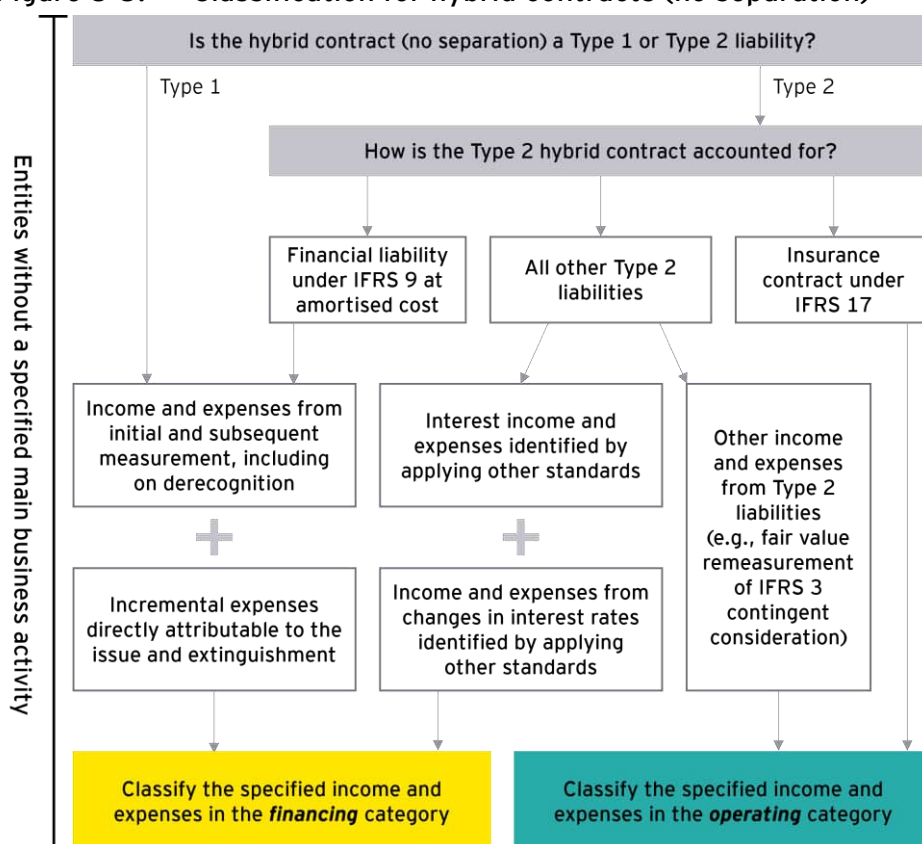 Classification for hybrid contracts (no separation)
Is the hybrid contract (no separation) a Type 1 or Type 2 liability?
Type 1
Type 2
How is the Type 2 hybrid contract accounted for?
Financial liability
under IFRS 9 at
amortised cost
All other Type 2
liabilities
Insurance
contract under
IFRS 17
Income and expenses from
initial and subsequent
measurement, including
on derecognition
Interest income and
expenses identified by
applying other standards
Other income
and expenses
from Type 2
liabilities
(e.g., fair value
remeasurement
of IFRS 3
contingent
consideration)
+
+
Incremental expenses
directly attributable to the
issue and extinguishment
Income and expenses from
changes in interest rates
identified by applying
other standards
Classify the specified income and
expenses in the financing category
Classify the specified income and
expenses in the operating category
Entities without a specified main business activity